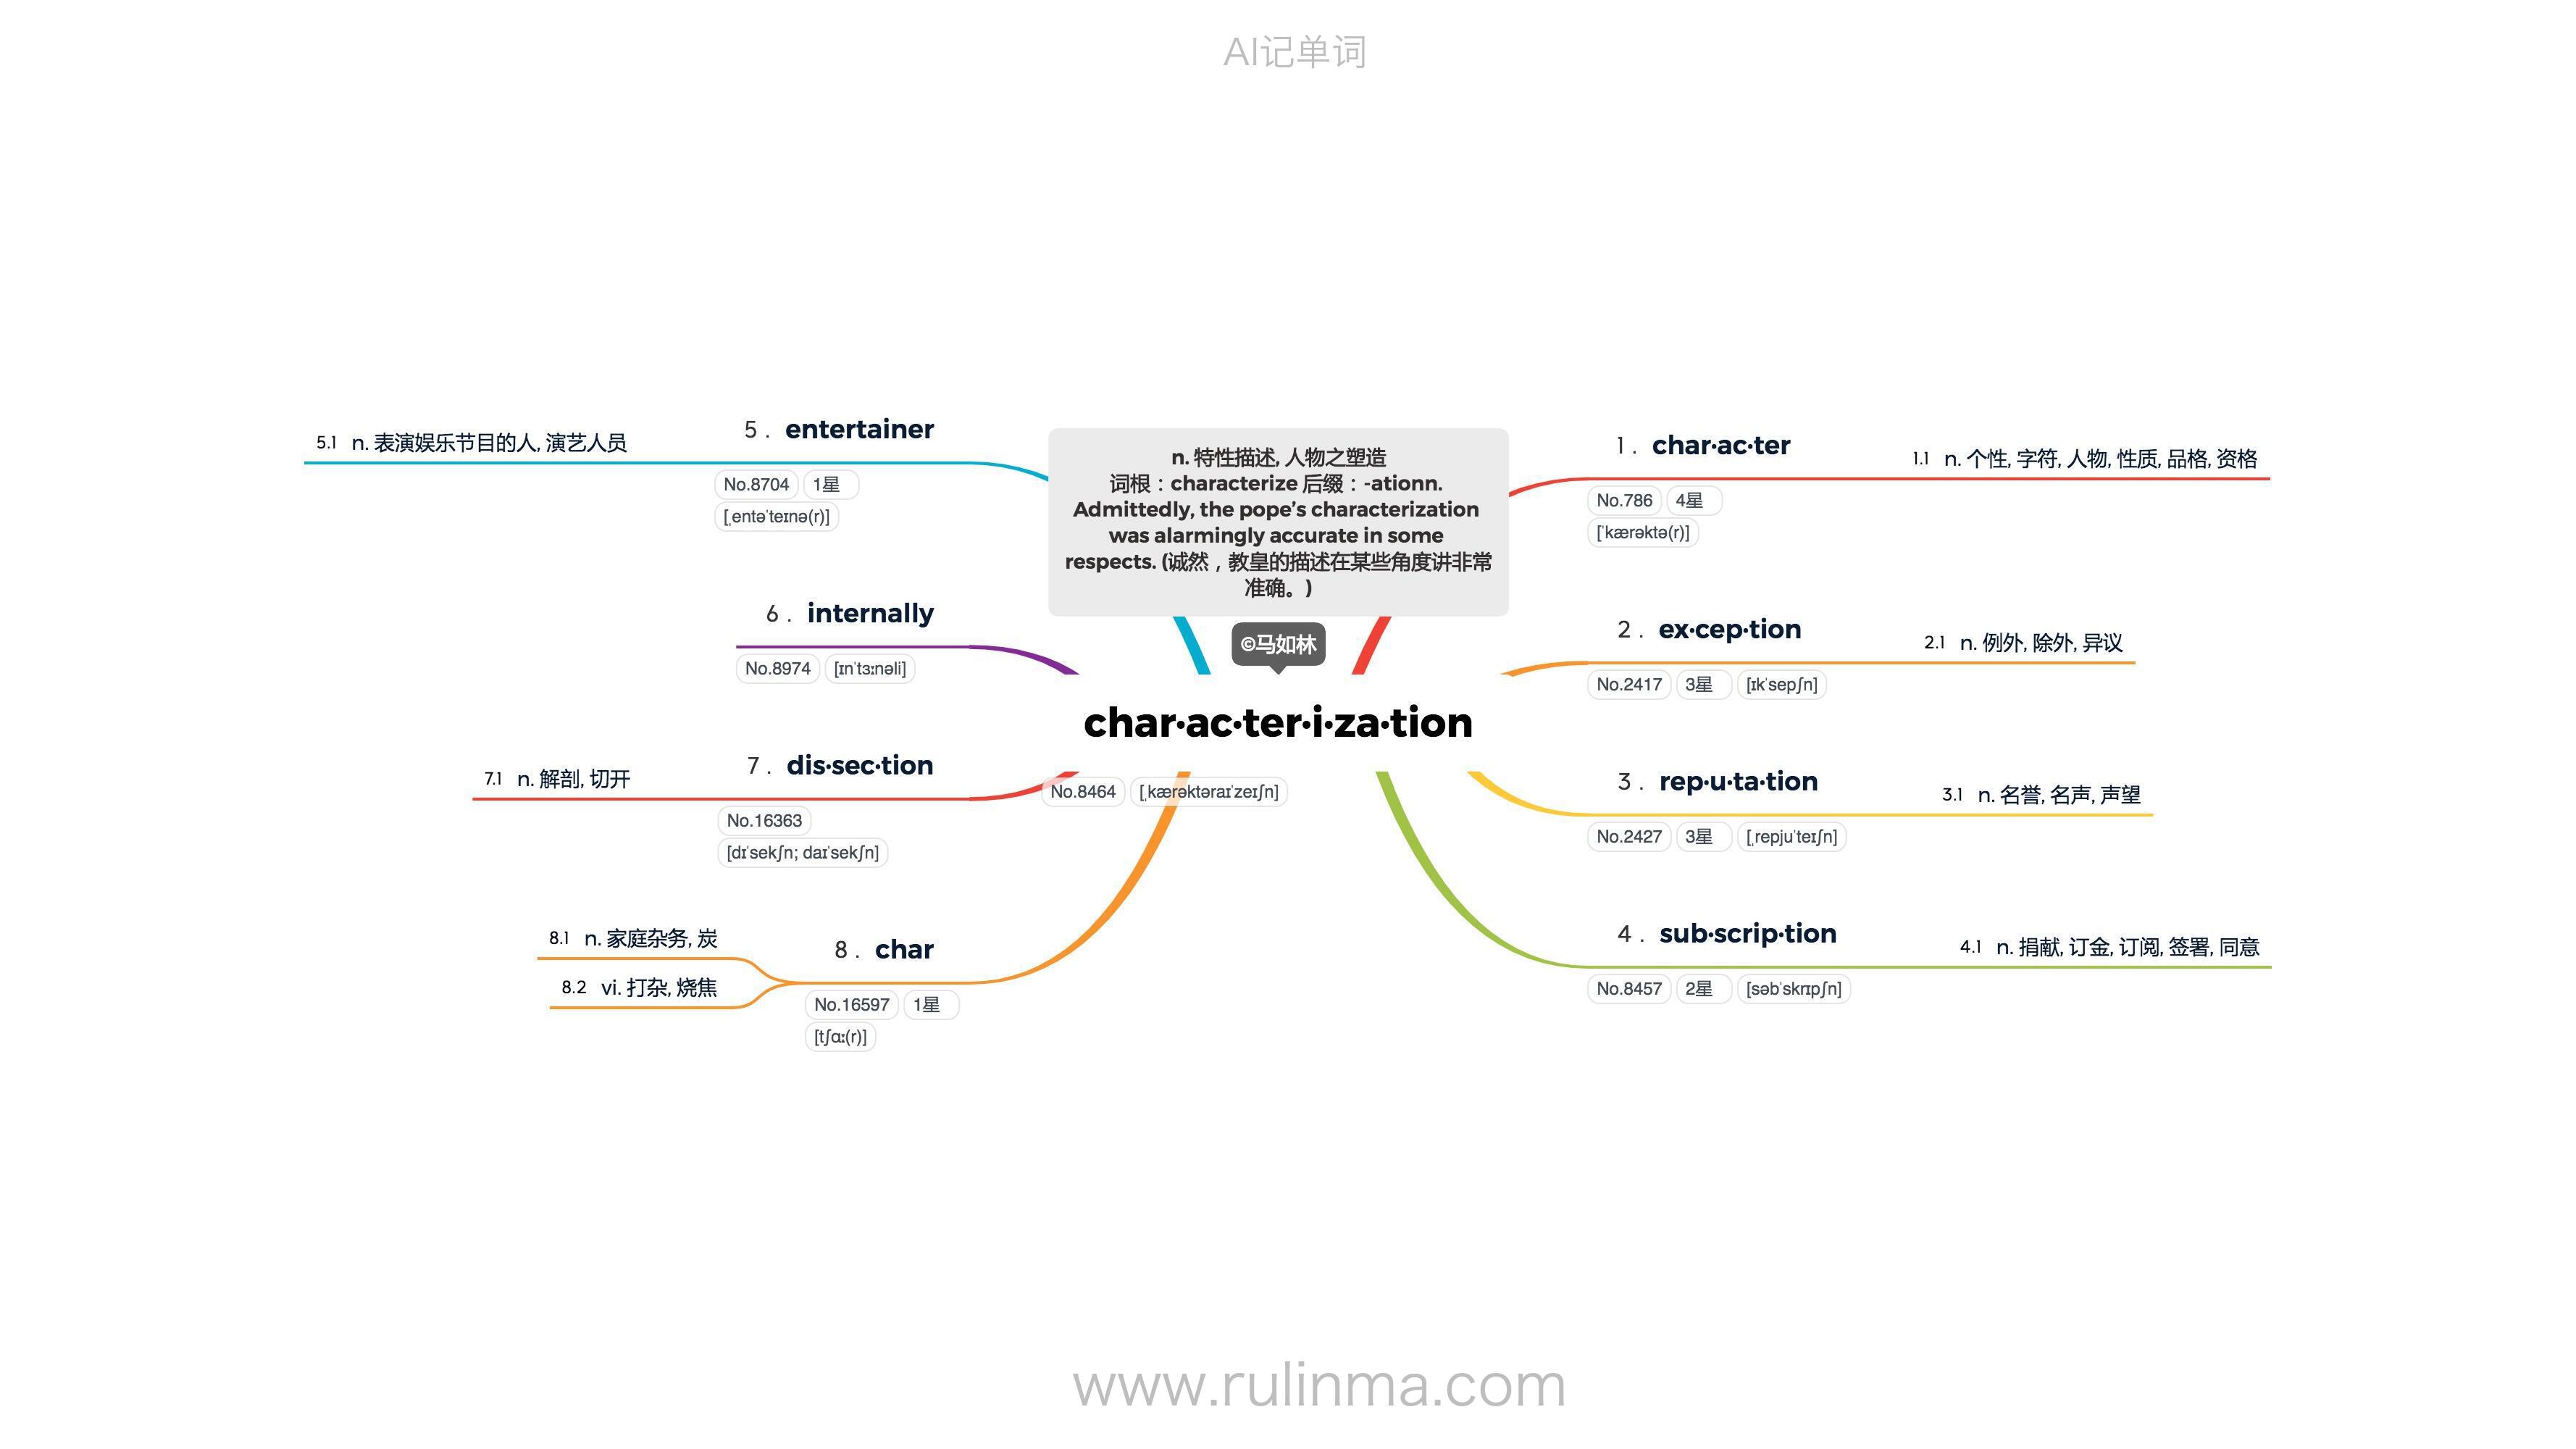 AI记单词
n. 特性描述, 人物之塑造
词根：characterize 后缀：-ationn.
Admittedly, the pope’s characterization
was alarmingly accurate in some
respects. (诚然，教皇的描述在某些角度讲非常
准确。)
©马如林
char·ac·ter·i·za·tion
No.8464 [ˌkærəktəraɪˈzeɪʃn]
1 . char·ac·ter
No.786 4星
[ˈkærəktə(r)]
1.1 n. 个性, 字符, 人物, 性质, 品格, 资格
2 . ex·cep·tion
No.2417 3星 [ɪkˈsepʃn]
2.1 n. 例外, 除外, 异议
3 . rep·u·ta·tion
No.2427 3星 [ˌrepjuˈteɪʃn]
3.1 n. 名誉, 名声, 声望
4 . sub·scrip·tion
No.8457 2星 [səbˈskrɪpʃn]
4.1 n. 捐献, 订金, 订阅, 签署, 同意
5 . entertainer
No.8704 1星
[ˌentəˈteɪnə(r)]
5.1 n. 表演娱乐节目的人, 演艺人员
6 . internally
No.8974 [ɪnˈtɜːnəli]
7 . dis·sec·tion
No.16363
[dɪˈsekʃn; daɪˈsekʃn]
7.1 n. 解剖, 切开
8 . char
No.16597 1星
[tʃɑː(r)]
8.1 n. 家庭杂务, 炭
8.2 vi. 打杂, 烧焦
www.rulinma.com